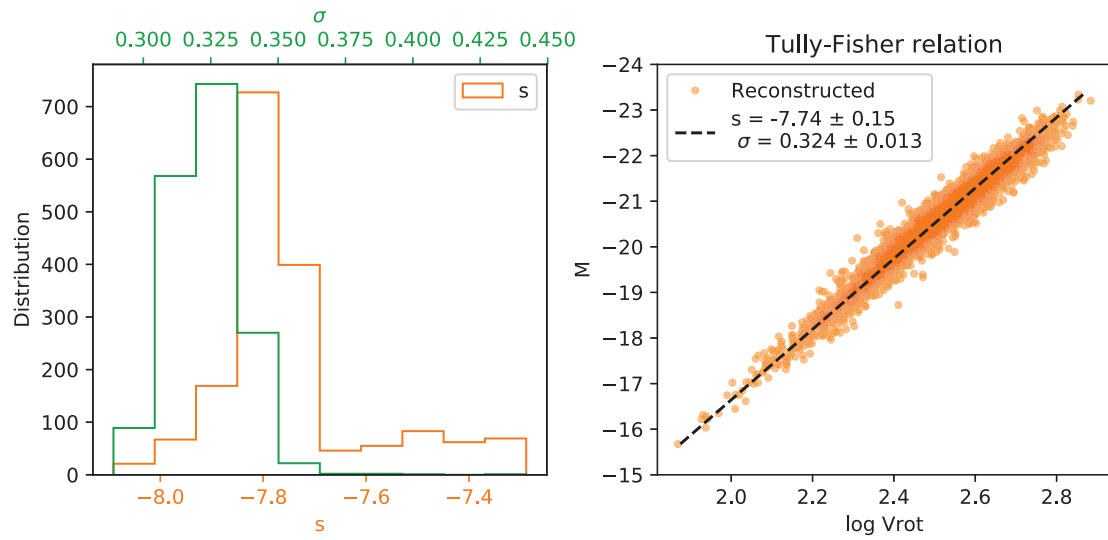 σ
0.300 0.325 0.350 0.375 0.400 0.425 0.450
Distribution
700
600
500
400
300
200
100
0
s
−8.0 −7.8 −7.6 −7.4
s
Tully-Fisher relation
M
−24
−23
−22
−21
−20
−19
−18
−17
−16
−15
Reconstructed
s = -7.74 ± 0.15
σ = 0.324 ± 0.013
2.0 2.2 2.4 2.6 2.8
log Vrot